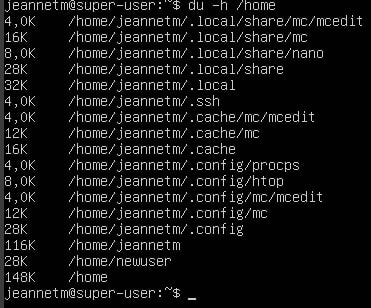 jeannetm@super-user:~$ du -h /home
4,0K /home/jeannetm/.local/share/mc/mcedit
16K /home/jeannetm/.local/share/mc
8,0K /home/jeannetm/.local/share/nano
28K /home/jeannetm/.local/share
32K /home/jeannetm/.local
4,0K /home/jeannetm/.ssh
4,0K /home/jeannetm/.cache/mc/mcedit
12K /home/jeannetm/.cache/mc
16K /home/jeannetm/.cache
4,0K /home/jeannetm/.config/procps
8,0K /home/jeannetm/.config/htop
4,0K /home/jeannetm/.config/mc/mcedit
12K /home/jeannetm/.config/mc
28K /home/jeannetm/.config
116K /home/jeannetm
28K /home/newuser
148K /home
jeannetm@super-user:~$ _